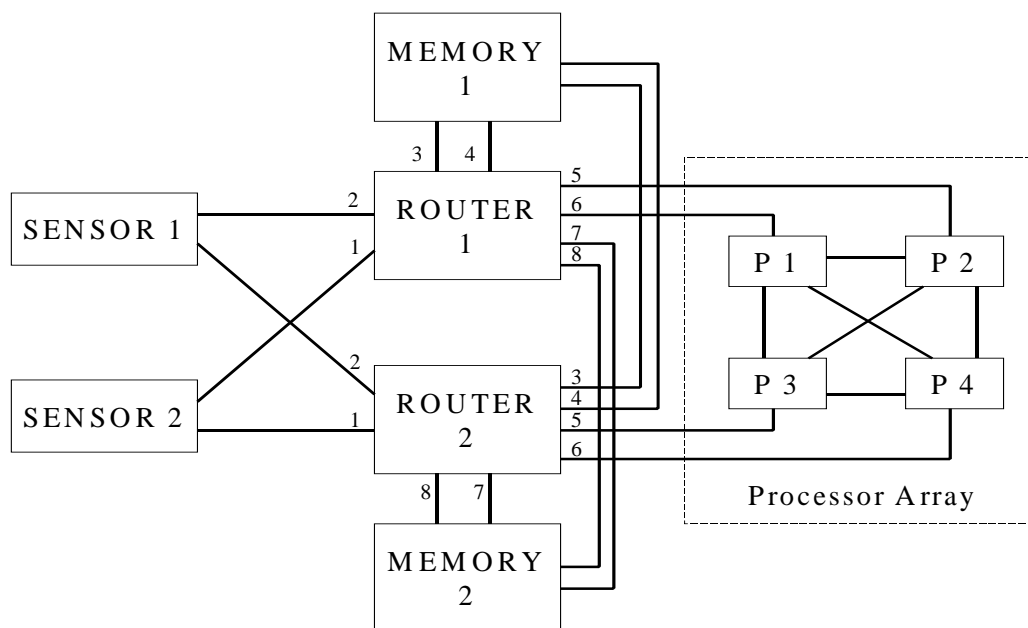 MEMORY
1
3
4
5
2
ROUTER
1
6
SENSOR 1
1
7
8
P 1
P 2
2
3
P 3
P 4
SENSOR 2
1
ROUTER
2
4
5
6
8
7
Processor Array
MEMORY
2